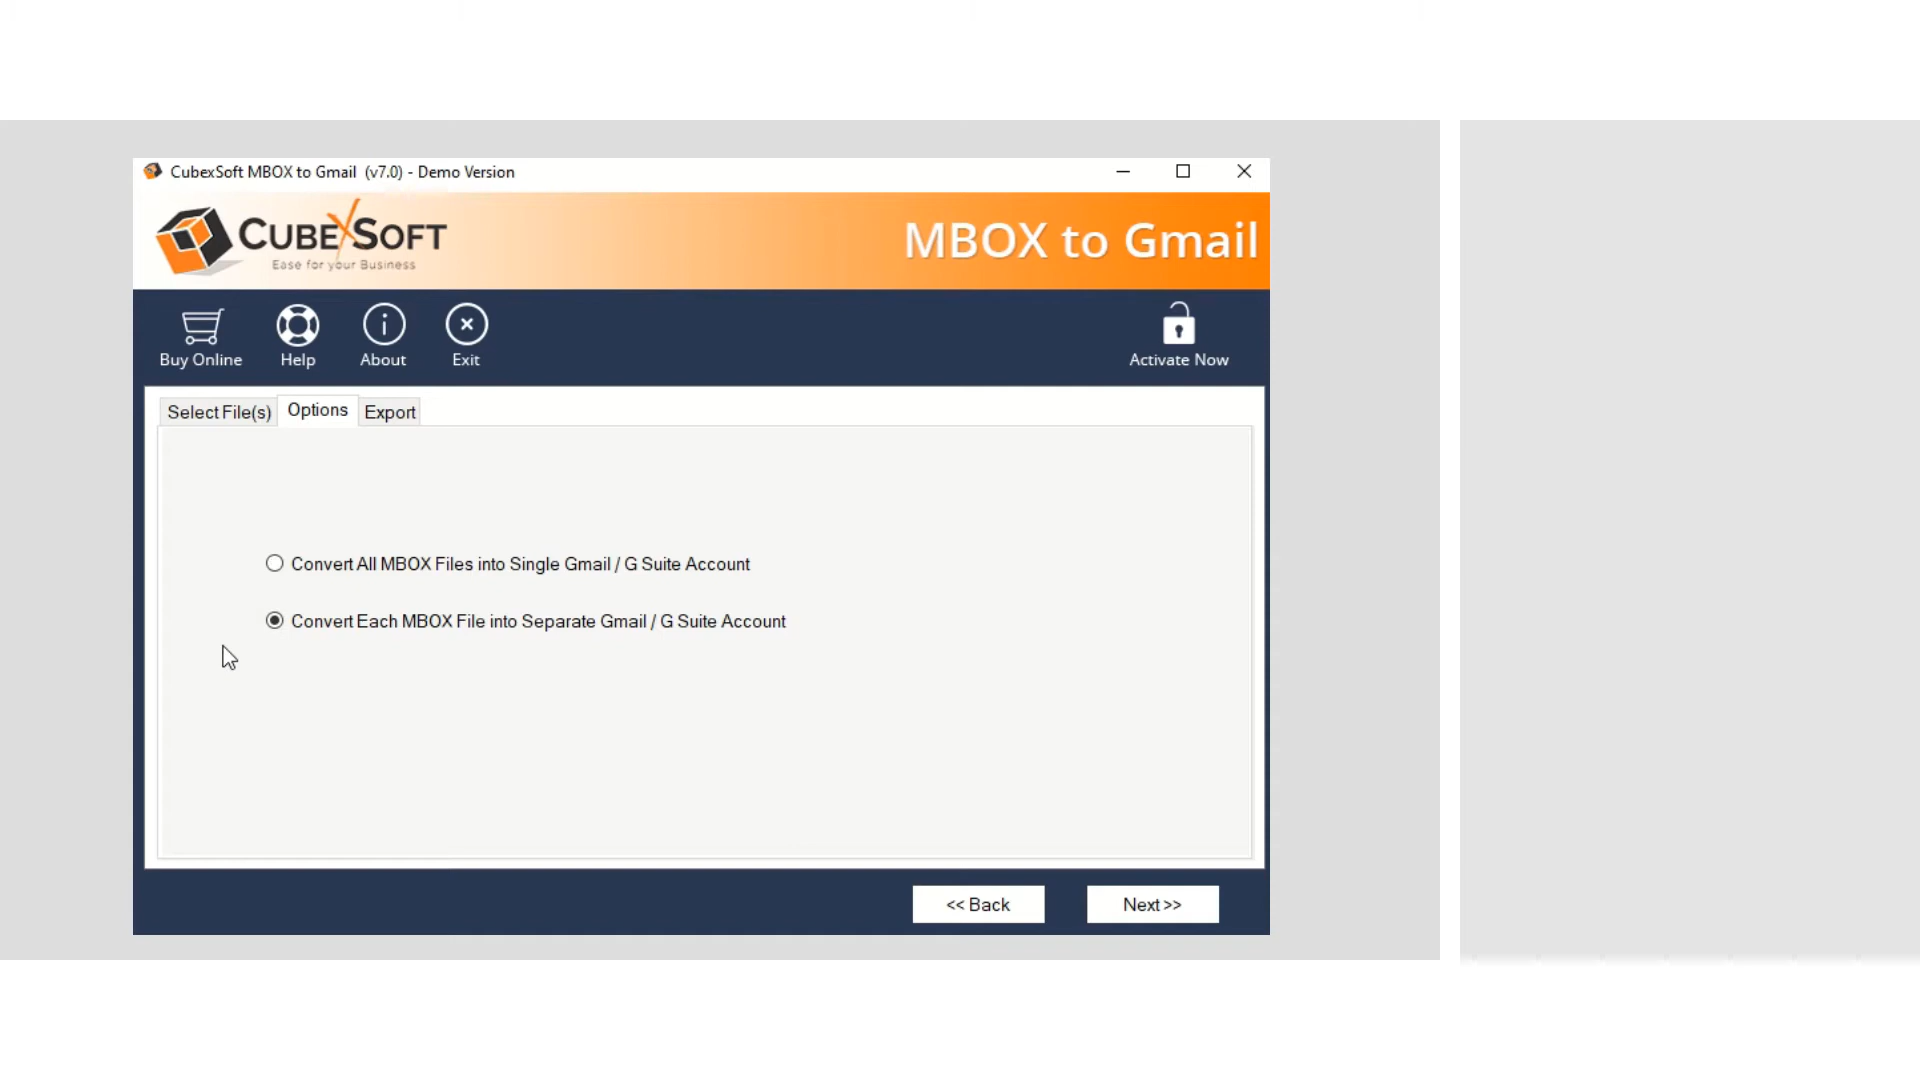 CubexSoft MBOX to Gmail (v7.0) - Demo Version
CUBEXSOFT
Ease for your Business
MBOX to Gmail
Buy Online
Help
About
Exit
Activate Now
Select File(s)
Options
Export
Convert All MBOX Files into Single Gmail / G Suite Account
Convert Each MBOX File into Separate Gmail / G Suite Account
<< Back
Next >>